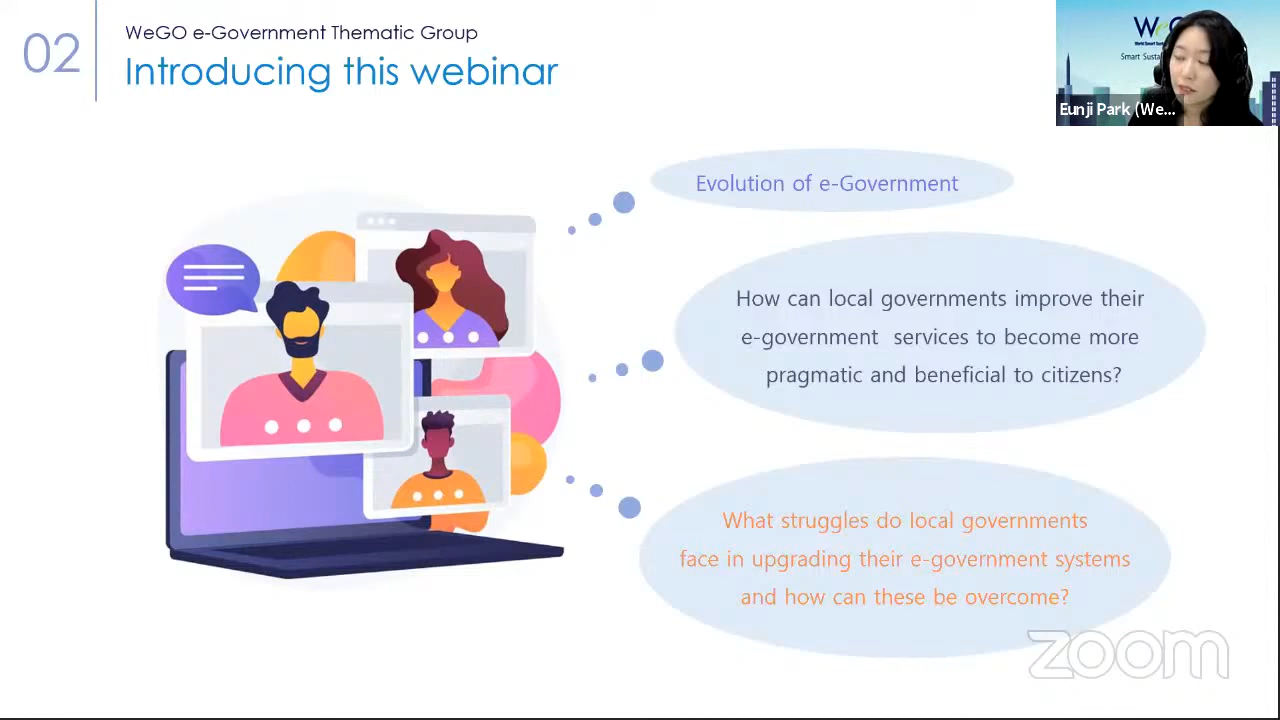 02
WeGO e-Government Thematic Group
Introducing this webinar
Evolution of e-Government
How can local governments improve their
e-government services to become more
pragmatic and beneficial to citizens?
What struggles do local governments
face in upgrading their e-government systems
and how can these be overcome?
Eunji Park (We...
zoom